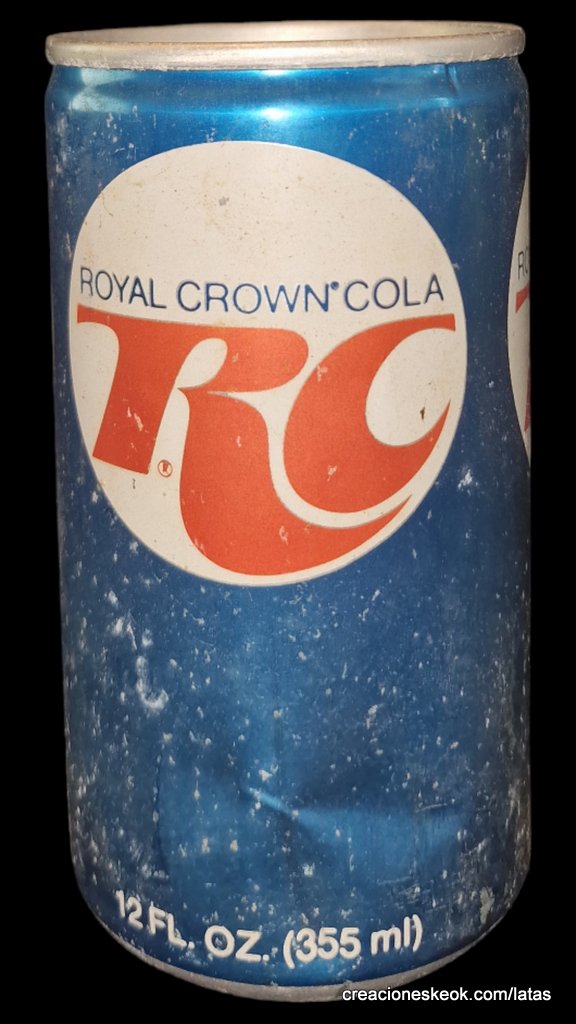 ROYAL CROWN® COLA
RC®
12 FL. OZ. (355 ml)
creacioneskeok.com/latas